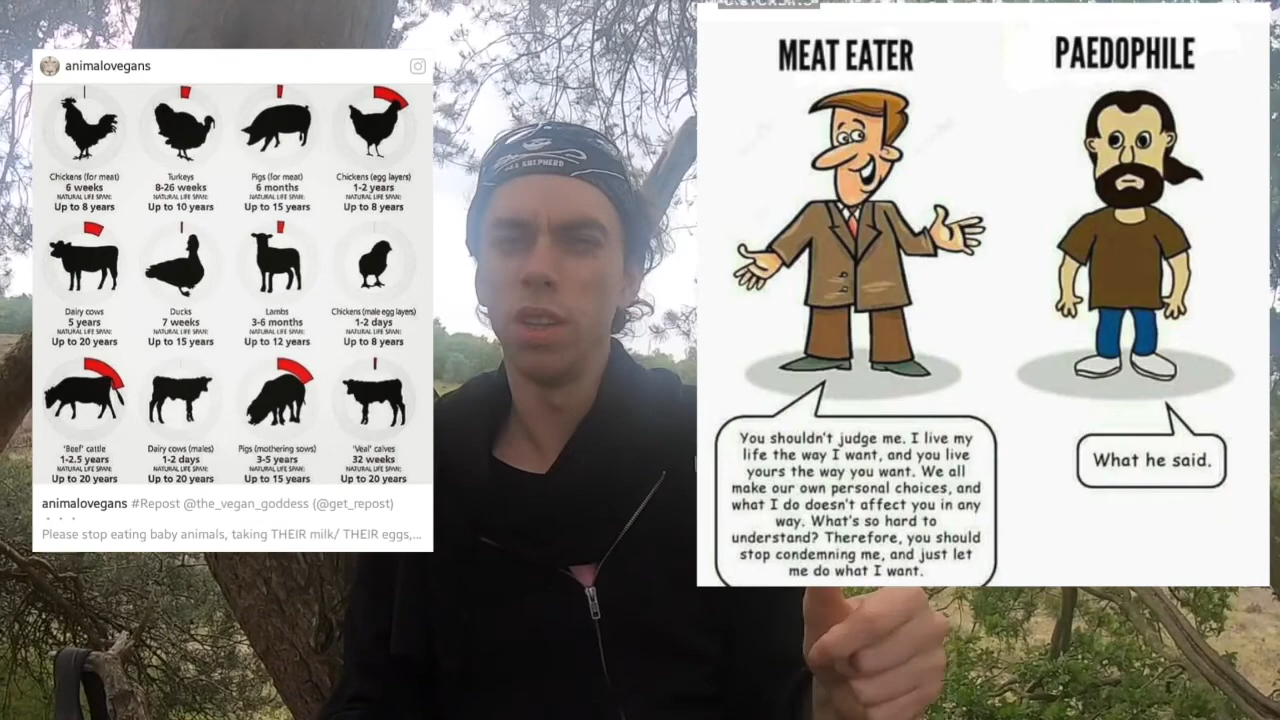 animalovegans
Chickens (for meat)
6 weeks
NATURAL LIFE SPAN:
Up to 8 years
Turkeys
8-26 weeks
NATURAL LIFE SPAN:
Up to 10 years
Pigs (for meat)
6 months
NATURAL LIFE SPAN:
Up to 15 years
Chickens (egg layers)
1-2 years
NATURAL LIFE SPAN:
Up to 8 years
Dairy cows
5 years
NATURAL LIFE SPAN:
Up to 20 years
Ducks
7 weeks
NATURAL LIFE SPAN:
Up to 15 years
Lambs
3-6 months
NATURAL LIFE SPAN:
Up to 12 years
Chickens (male egg layers)
1-2 days
NATURAL LIFE SPAN:
Up to 8 years
'Beef' cattle
1-2.5 years
NATURAL LIFE SPAN:
Up to 20 years
Dairy cows (males)
1-2 days
NATURAL LIFE SPAN:
Up to 20 years
Pigs (mothering sows)
3-5 years
NATURAL LIFE SPAN:
Up to 15 years
'Veal' calves
32 weeks
NATURAL LIFE SPAN:
Up to 20 years
animalovegans #Repost @the_vegan_goddess (@get_repost)
. . .
Please stop eating baby animals, taking THEIR milk/ THEIR eggs,...
SHEPHERD
MEAT EATER
You shouldn't judge me. I live my
life the way I want, and you live
yours the way you want. We all
make our own personal choices, and
what I do doesn't affect you in any
way. What's so hard to
understand? Therefore, you should
stop condemning me, and just let
me do what I want.
PAEDOPHILE
What he said.